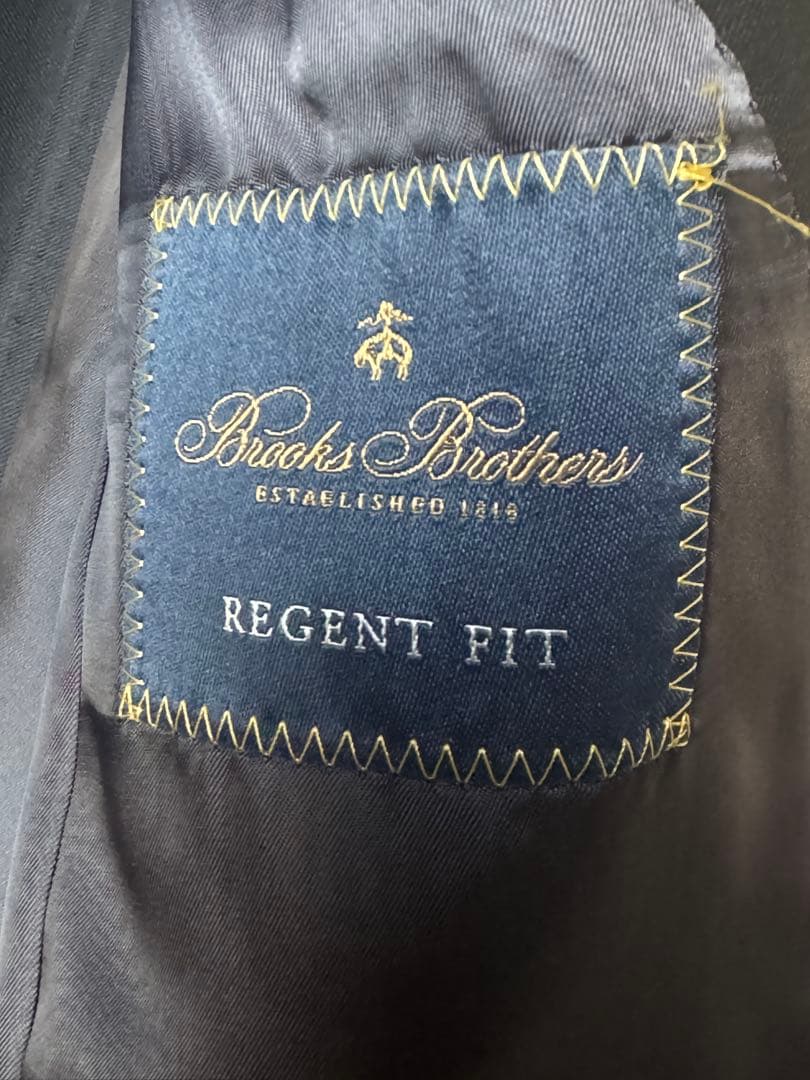 Brooks Brothers
ESTABLISHED 1818
REGENT FIT